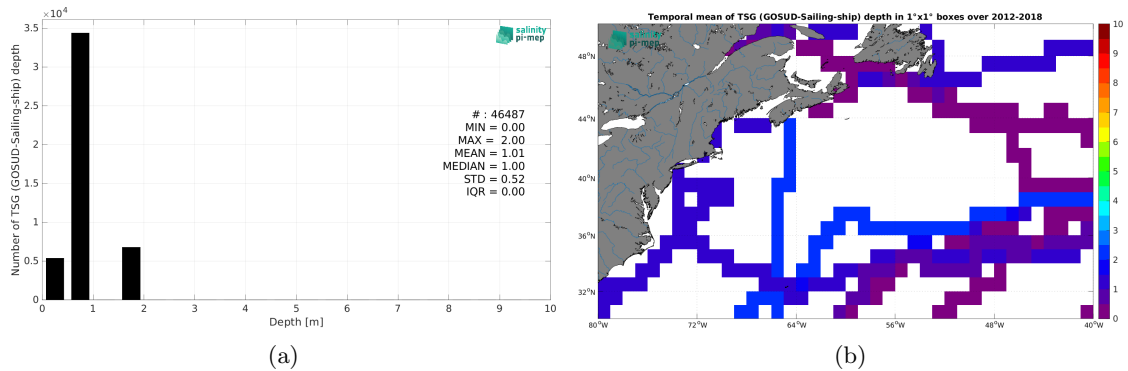 ×10⁴
salinity
pi-mep
3.5
3
2.5
2
1.5
1
0.5
0
Number of TSG (GOSUD-Sailing-ship) depth
# : 46487
MIN = 0.00
MAX = 2.00
MEAN = 1.01
MEDIAN = 1.00
STD = 0.52
IQR = 0.00
0 1 2 3 4 5 6 7 8 9 10
Depth [m]
(a)
Temporal mean of TSG (GOSUD-Sailing-ship) depth in 1°x1° boxes over 2012-2018
salinity
pi-mep
48°N
44°N
40°N
36°N
32°N
80°W 72°W 64°W 56°W 48°W 40°W
10
9
8
7
6
5
4
3
2
1
0
(b)